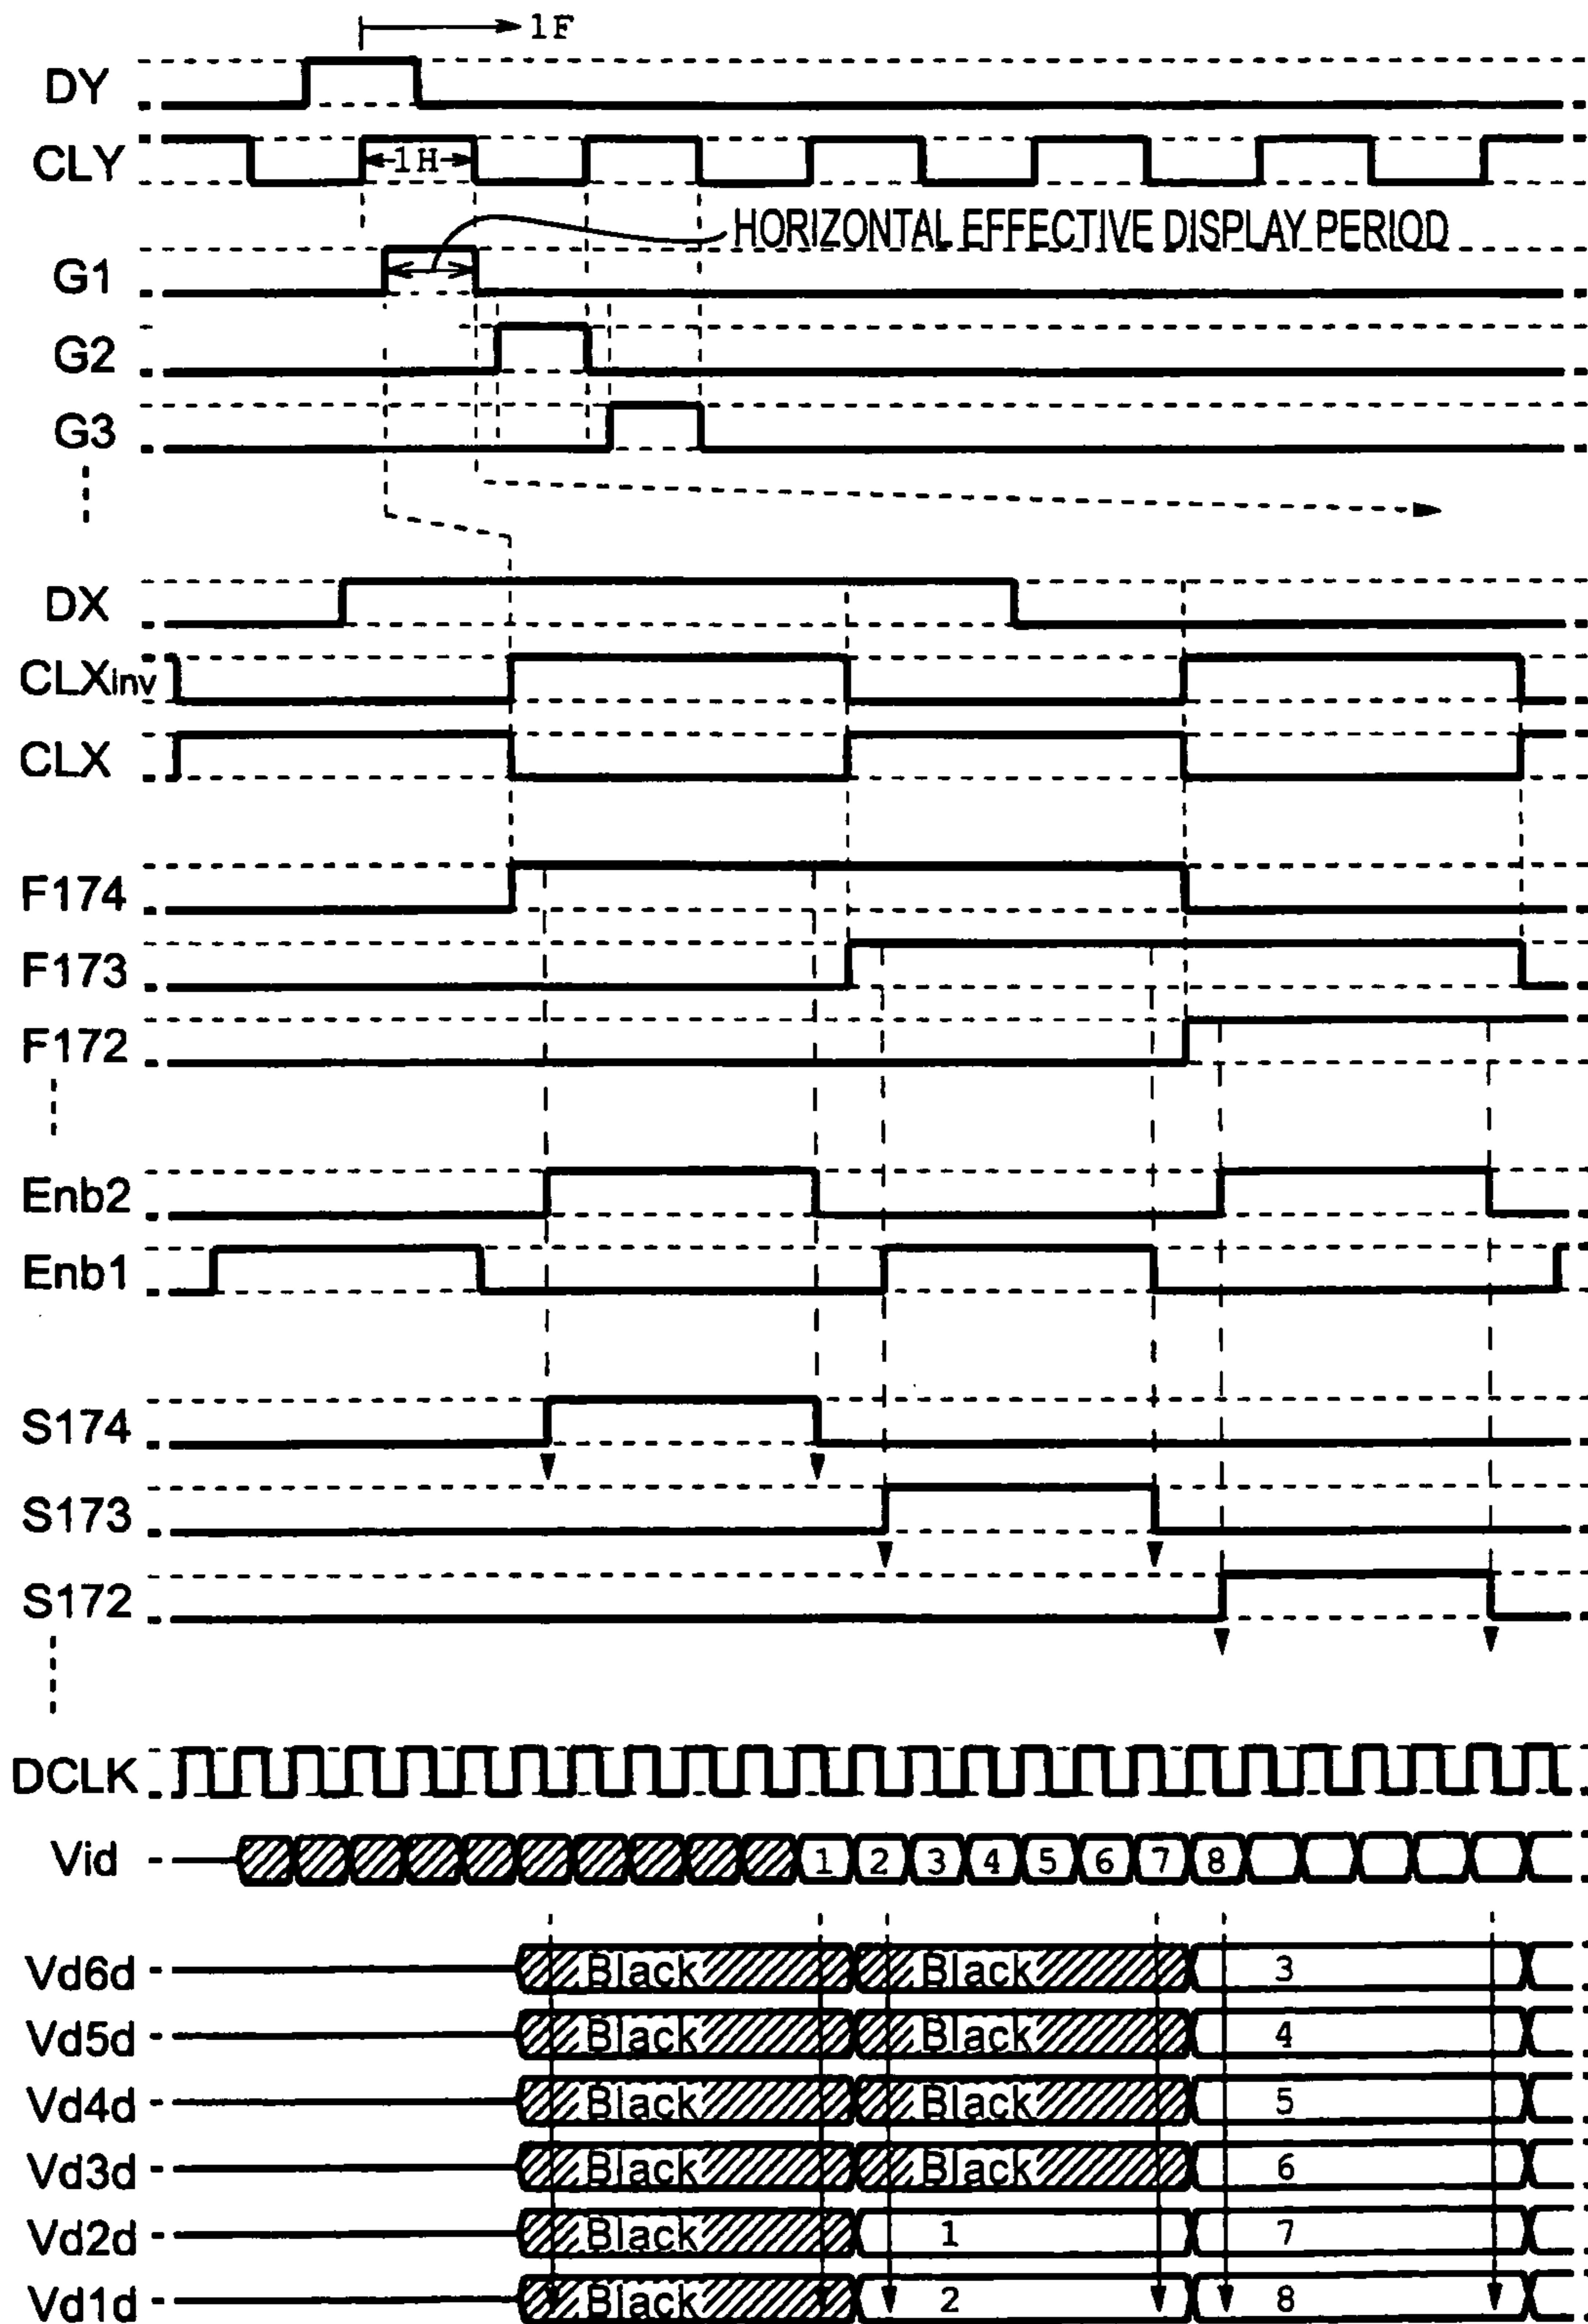 1F
DY
CLY
1H
HORIZONTAL EFFECTIVE DISPLAY PERIOD
G1
G2
G3
DX
CLXinv
CLX
F174
F173
F172
Enb2
Enb1
S174
S173
S172
DCLK
Vid 1 2 3 4 5 6 7 8
Vd6d Black Black 3
Vd5d Black Black 4
Vd4d Black Black 5
Vd3d Black Black 6
Vd2d Black 1 7
Vd1d Black 2 8